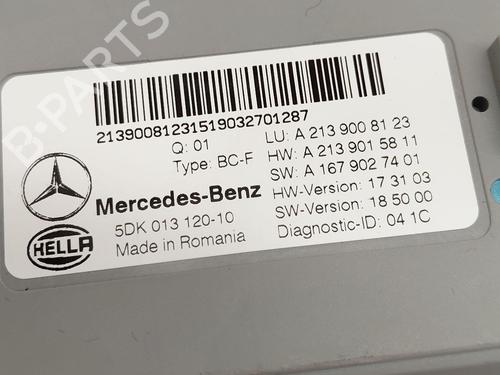 21390081231519032701287
Q: 01
Type: BC-F
LU: A 213 900 81 23
HW: A 213 901 58 11
SW: A 167 902 74 01
HW-Version: 17 31 03
SW-Version: 18 50 00
Diagnostic-ID: 04 1C
Mercedes-Benz
5DK 013 120-10
Made in Romania
HELLA
B-PARTS